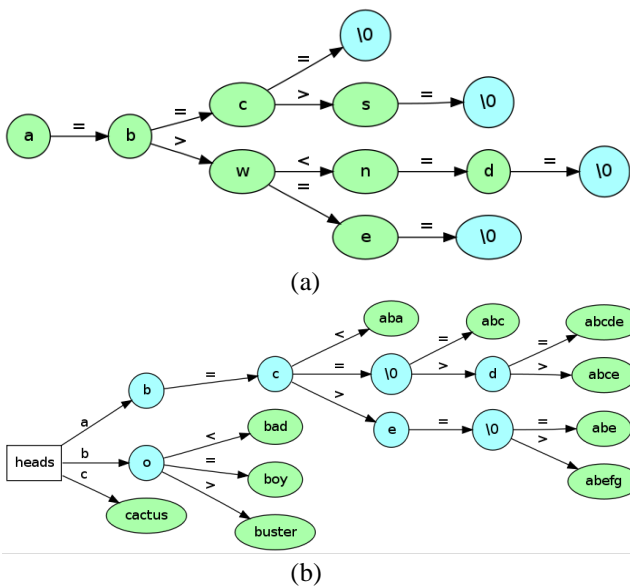 \0
= =
c > s = \0
a = b =
> w < n = d = \0
=
e = \0
(a)
aba abc abcde
< = =
b = c = \0 > d > abce
a >
e = \0 = abe
> abefg
heads b o < bad
= boy
> buster
c cactus
(b)